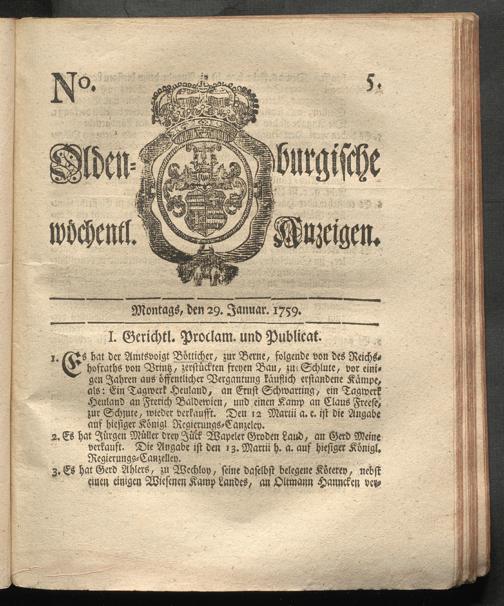 No. 5.
Olden- burgische
wöchentl. Anzeigen.
Montags, den 29. Januar. 1759.
I. Gerichtl. Proclam. und Publicat.
1. Es hat der Amtsvoigt Bötticher, zur Berne, folgende von des Reichs-
hofraths von Vrintz, zerstückten freyen Bau, zu Schlute, vor eini-
gen Jahren aus öffentlicher Vergantung käuflich erstandene Kämpe,
als: Ein Tagwerk Heuland, an Ernst Schwarting, ein Tagwerk
Heuland an Frerich Baldewien, und einen Kamp an Claus Freese,
zur Schlute, wieder verkaufft. Den 12 Martii a. c. ist die Angabe
auf hiesiger Königl. Regierungs-Canzeley.
2. Es hat Jürgen Müller drey Jück Wapeler Groden Land, an Gerd Meine
verkauft. Die Angabe ist den 13. Martii h. a. auf hiesiger Königl.
Regierungs-Canzelley.
3. Es hat Gerd Ahlers, zu Wechloy, seine daselbst belegene Köterey, nebst
einen einigen Wiesenen Kamp Landes, an Oltmann Hanneken ver-